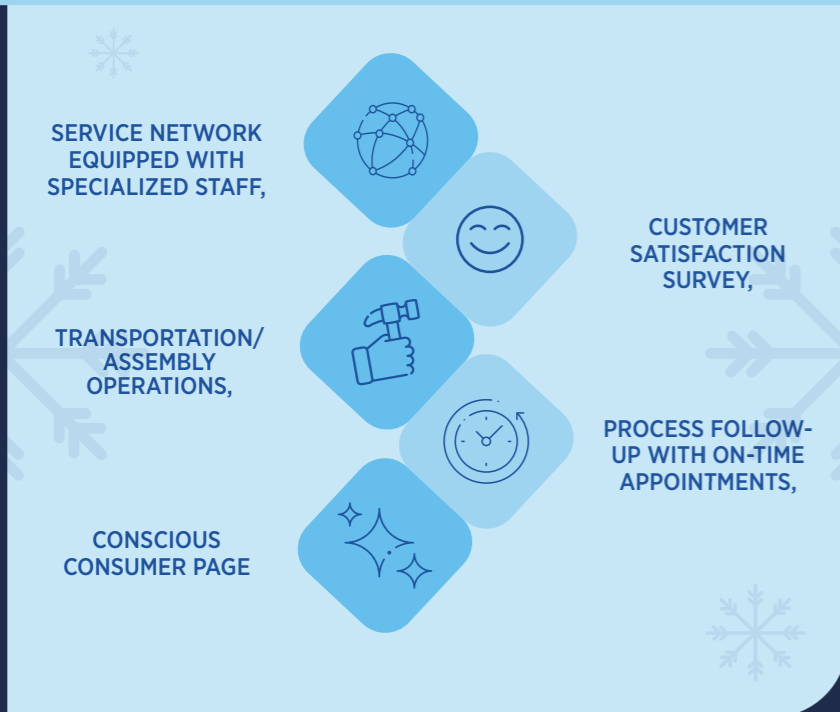 SERVICE NETWORK
EQUIPPED WITH
SPECIALIZED STAFF,
CUSTOMER
SATISFACTION
SURVEY,
TRANSPORTATION/
ASSEMBLY
OPERATIONS,
PROCESS FOLLOW-
UP WITH ON-TIME
APPOINTMENTS,
CONSCIOUS
CONSUMER PAGE